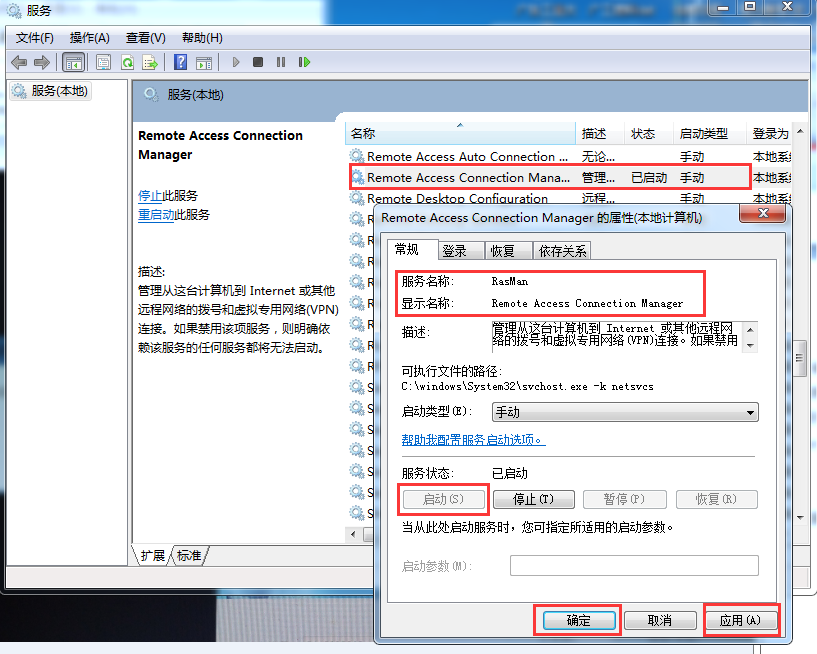 服务
文件(F) 操作(A) 查看(V) 帮助(H)
服务(本地)
服务(本地)
Remote Access Connection
Manager
停止此服务
重启动此服务
描述:
管理从这台计算机到 Internet 或其他
远程网络的拨号和虚拟专用网络(VPN)
连接。如果禁用该项服务，则明确依
赖该服务的任何服务都将无法启动。
名称 描述 状态 启动类型 登录为
Remote Access Auto Connection ... 无论... 手动 本地系统
Remote Access Connection Mana... 管理... 已启动 手动 本地系统
Remote Desktop Configuration 远程... 手动 本地系统
扩展 标准
Remote Access Connection Manager 的属性(本地计算机)
常规 登录 恢复 依存关系
服务名称: RasMan
显示名称: Remote Access Connection Manager
描述: 管理从这台计算机到 Internet 或其他远程网
络的拨号和虚拟专用网络(VPN)连接。如果禁用
可执行文件的路径:
C:\windows\System32\svchost.exe -k netsvcs
启动类型(E): 手动
帮助我配置服务启动选项。
服务状态: 已启动
启动(S) 停止(T) 暂停(P) 恢复(R)
当从此处启动服务时，您可指定所适用的启动参数。
启动参数(M):
确定 取消 应用(A)